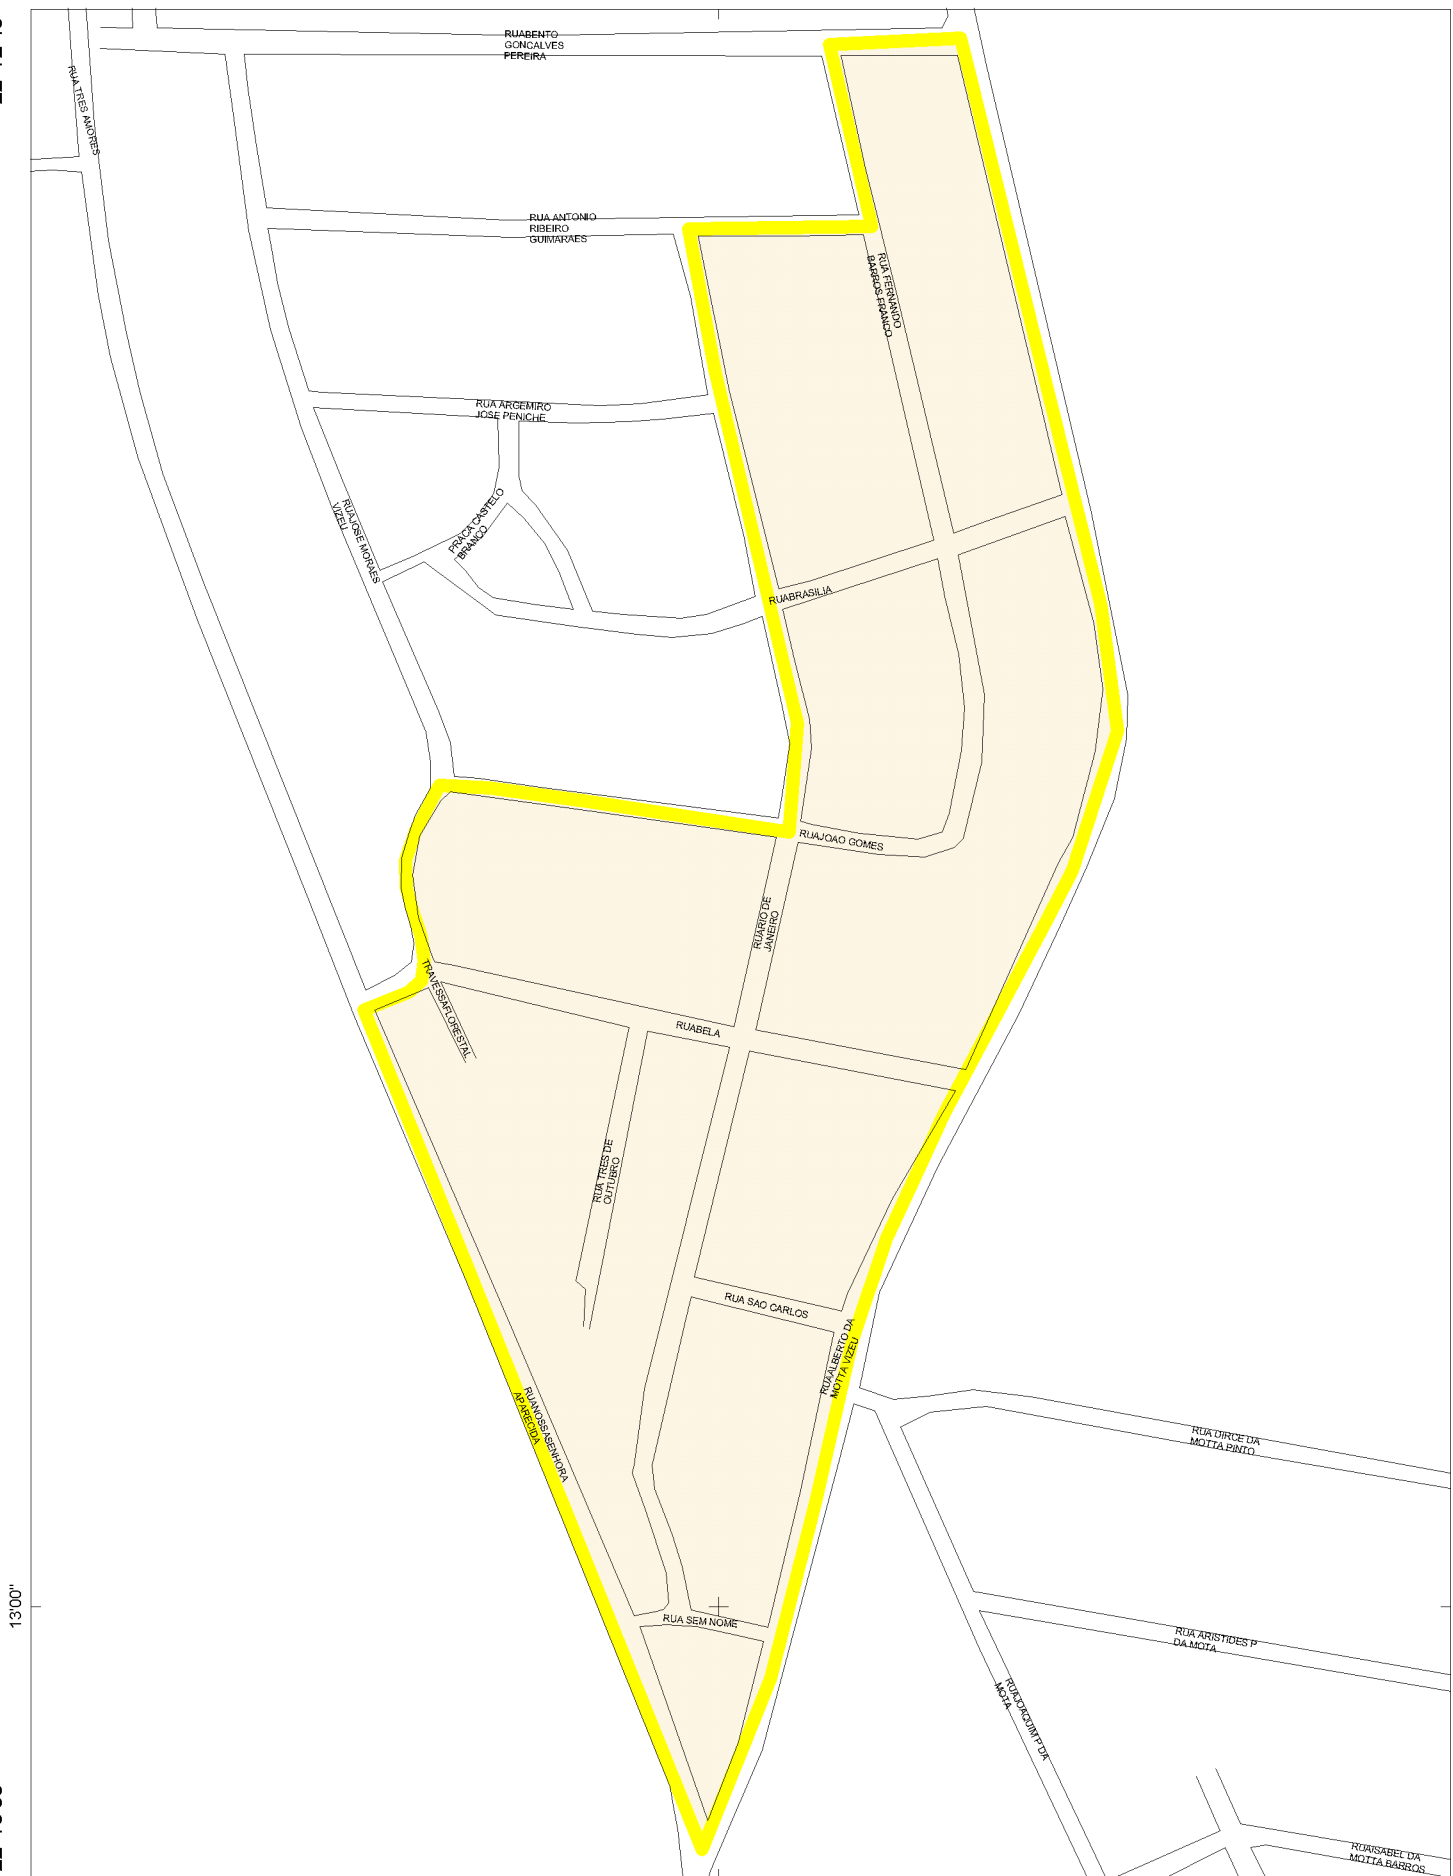 RUABENTO
GONCALVES
PEREIRA
RUA TRES AMORES
RUA ANTONIO
RIBEIRO
GUIMARAES
RUA FERNANDO
BARROS FRANCO
RUA ARGEMIRO
JOSE PENICHE
RUAJOSE MORAES
VIZEU
PRACA CASTELO
BRANCO
RUABRASILIA
RUAJOAO GOMES
RUARIO DE
JANEIRO
TRAVESSAFLORESTAL
RUABELA
RUA TRES DE
OUTUBRO
RUA SAO CARLOS
RUAALBERTO DA
MOTTA VIZEU
RUANOSSASENHORA
APARECIDA
RUA DIRCE DA
MOTTA PINTO
13'00"
RUA SEM NOME
RUA ARISTIDES P
DA MOTA
RUAJOAQUIM P DA
MOTA
RUAISABEL DA
MOTTA BARROS